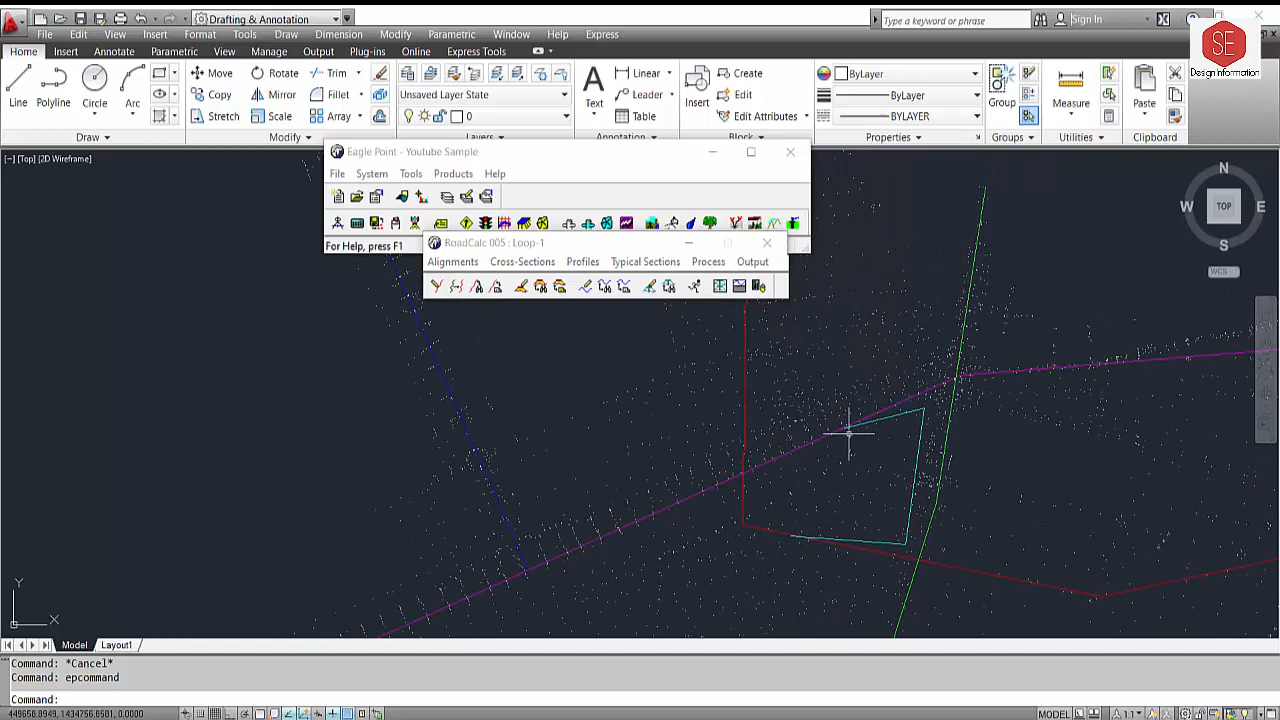 Drafting & Annotation
Type a keyword or phrase
Sign In
File Edit View Insert Format Tools Draw Dimension Modify Parametric Window Help Express
Home Insert Annotate Parametric View Manage Output Plug-ins Online Express Tools
Line
Polyline
Circle
Arc
Move
Rotate
Trim
Copy
Mirror
Fillet
Stretch
Scale
Array
Unsaved Layer State
0
Text
Linear
Leader
Table
Insert
Create
Edit
Edit Attributes
ByLayer
ByLayer
BYLAYER
Group
Measure
Paste
Draw
Modify
Layers
Annotation
Block
Properties
Groups
Utilities
Clipboard
SE
Design Information
[−] [Top] [2D Wireframe]
Eagle Point - Youtube Sample
File System Tools Products Help
For Help, press F1
RoadCalc 005 : Loop-1
Alignments Cross-Sections Profiles Typical Sections Process Output
N
W
TOP
E
S
WCS
Y
X
Model
Layout1
Command: *Cancel*
Command: epcommand
Command:
MODEL
1:1